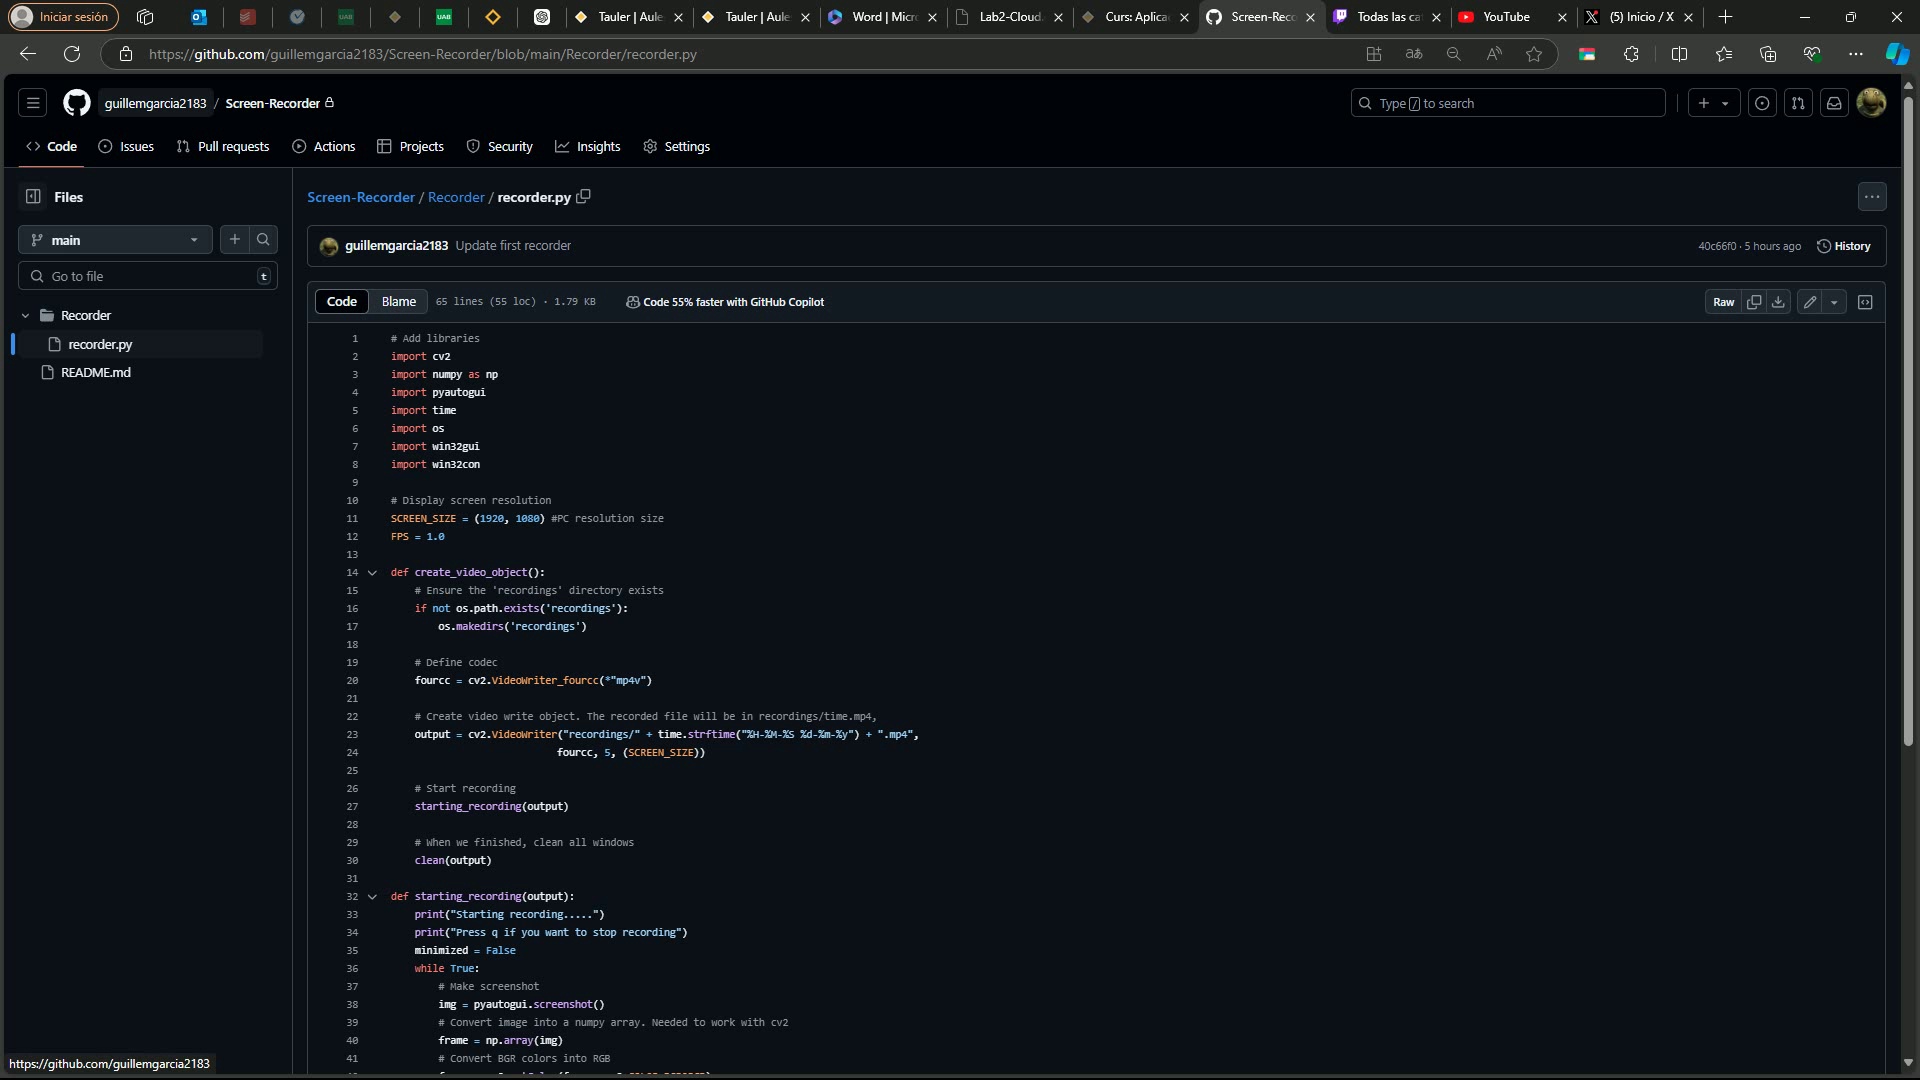 Iniciar sesión
UAB
UAB
Tauler | Aule
Tauler | Aule
Word | Micr
Lab2-Cloud
Curs: Aplica
Screen-Reco
Todas las ca
YouTube
(5) Inicio / X
https://github.com/guillemgarcia2183/Screen-Recorder/blob/main/Recorder/recorder.py
guillemgarcia2183 / Screen-Recorder
Type / to search
Code
Issues
Pull requests
Actions
Projects
Security
Insights
Settings
Files
main
Go to file
t
Recorder
recorder.py
README.md
Screen-Recorder / Recorder / recorder.py
guillemgarcia2183 Update first recorder
40c66f0 · 5 hours ago
History
Code
Blame
65 lines (55 loc) · 1.79 KB
Code 55% faster with GitHub Copilot
Raw
1 # Add libraries
2 import cv2
3 import numpy as np
4 import pyautogui
5 import time
6 import os
7 import win32gui
8 import win32con
9
10 # Display screen resolution
11 SCREEN_SIZE = (1920, 1080) #PC resolution size
12 FPS = 1.0
13
14 def create_video_object():
15 # Ensure the 'recordings' directory exists
16 if not os.path.exists('recordings'):
17 os.makedirs('recordings')
18
19 # Define codec
20 fourcc = cv2.VideoWriter_fourcc(*"mp4v")
21
22 # Create video write object. The recorded file will be in recordings/time.mp4,
23 output = cv2.VideoWriter("recordings/" + time.strftime("%H-%M-%S %d-%m-%y") + ".mp4",
24 fourcc, 5, (SCREEN_SIZE))
25
26 # Start recording
27 starting_recording(output)
28
29 # When we finished, clean all windows
30 clean(output)
31
32 def starting_recording(output):
33 print("Starting recording.....")
34 print("Press q if you want to stop recording")
35 minimized = False
36 while True:
37 # Make screenshot
38 img = pyautogui.screenshot()
39 # Convert image into a numpy array. Needed to work with cv2
40 frame = np.array(img)
41 # Convert BGR colors into RGB
https://github.com/guillemgarcia2183